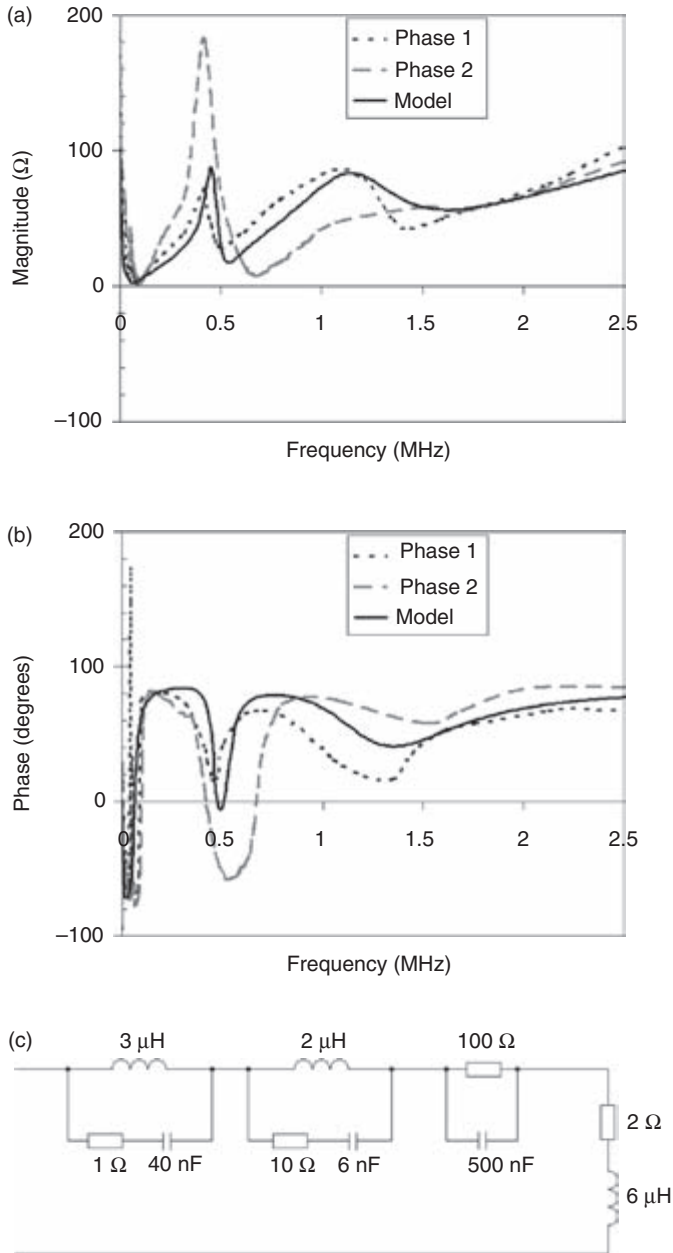 (a)
200
100
0
–100
Magnitude (Ω)
Phase 1
Phase 2
Model
0 0.5 1 1.5 2 2.5
Frequency (MHz)
(b)
200
100
0
–100
Phase (degrees)
Phase 1
Phase 2
Model
0 0.5 1 1.5 2 2.5
Frequency (MHz)
(c)
3 μH 2 μH 100 Ω
1 Ω 40 nF 10 Ω 6 nF 500 nF
2 Ω
6 μH